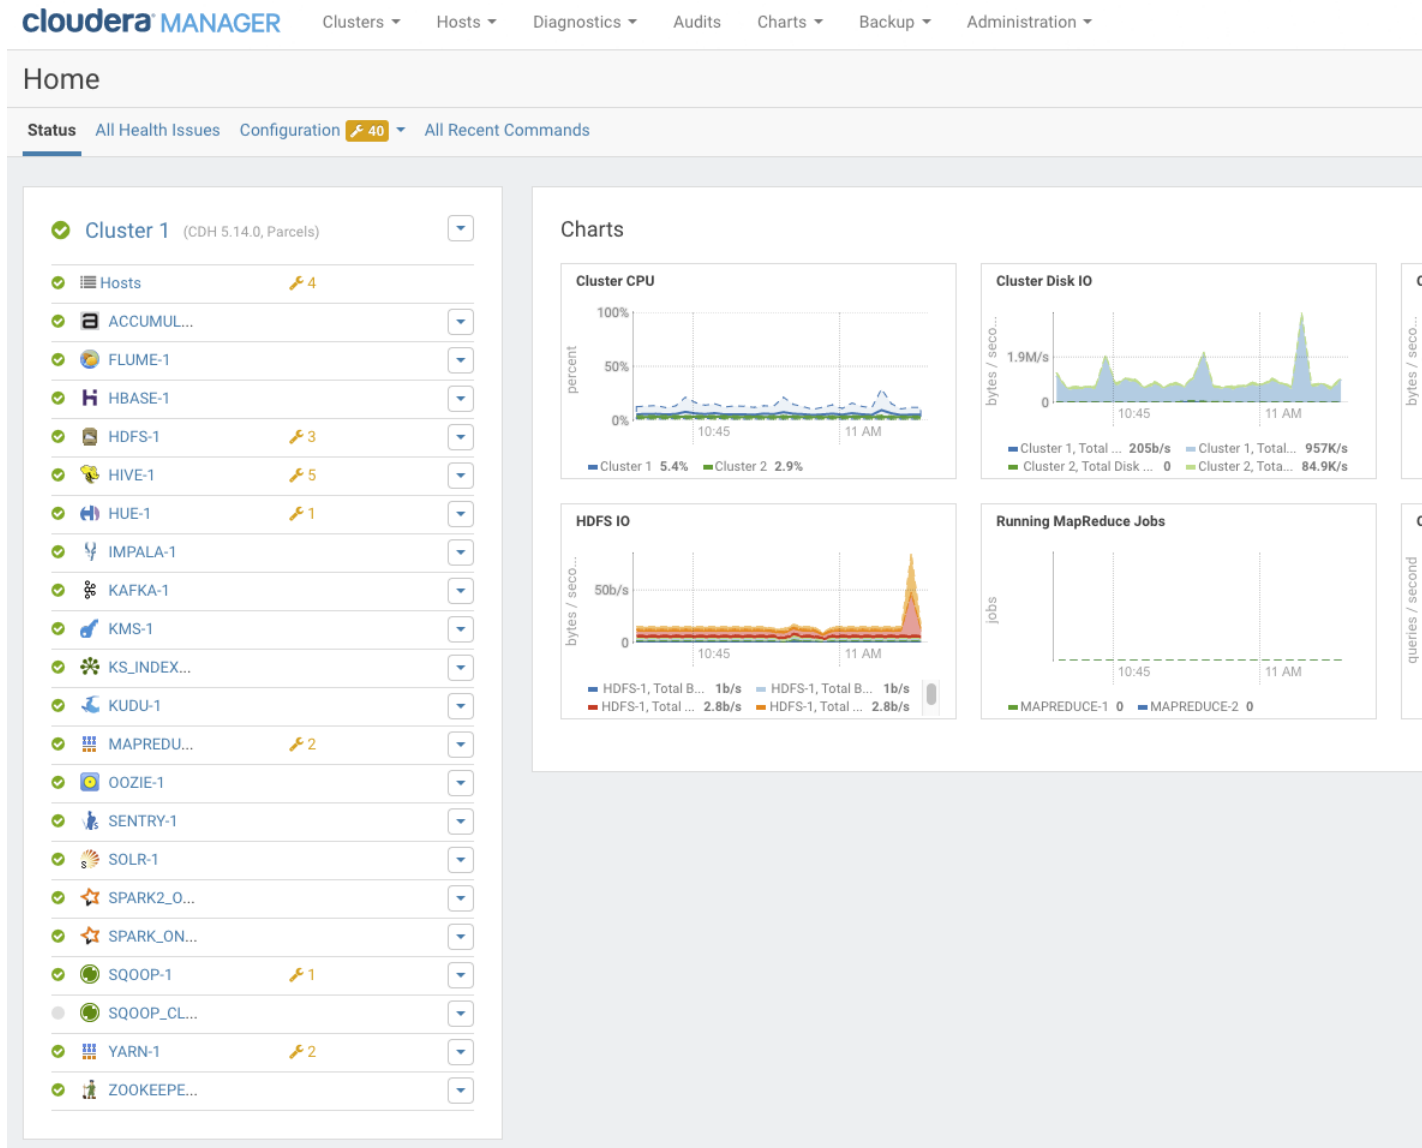 cloudera MANAGER Clusters Hosts Diagnostics Audits Charts Backup Administration
Home
Status All Health Issues Configuration 40 All Recent Commands
Cluster 1 (CDH 5.14.0, Parcels)
Hosts 4
ACCUMUL...
FLUME-1
HBASE-1
HDFS-1 3
HIVE-1 5
HUE-1 1
IMPALA-1
KAFKA-1
KMS-1
KS_INDEX...
KUDU-1
MAPREDU... 2
OOZIE-1
SENTRY-1
SOLR-1
SPARK2_O...
SPARK_ON...
SQOOP-1 1
SQOOP_CL...
YARN-1 2
ZOOKEEPE...
Charts
Cluster CPU
percent
100%
50%
0%
10:45 11 AM
Cluster 1 5.4% Cluster 2 2.9%
Cluster Disk IO
bytes / seco...
1.9M/s
0
10:45 11 AM
Cluster 1, Total ... 205b/s Cluster 1, Total... 957K/s
Cluster 2, Total Disk ... 0 Cluster 2, Tota... 84.9K/s
C
bytes / seco...
HDFS IO
bytes / seco...
50b/s
0
10:45 11 AM
HDFS-1, Total B... 1b/s HDFS-1, Total B... 1b/s
HDFS-1, Total ... 2.8b/s HDFS-1, Total ... 2.8b/s
Running MapReduce Jobs
jobs
10:45 11 AM
MAPREDUCE-1 0 MAPREDUCE-2 0
C
queries / second